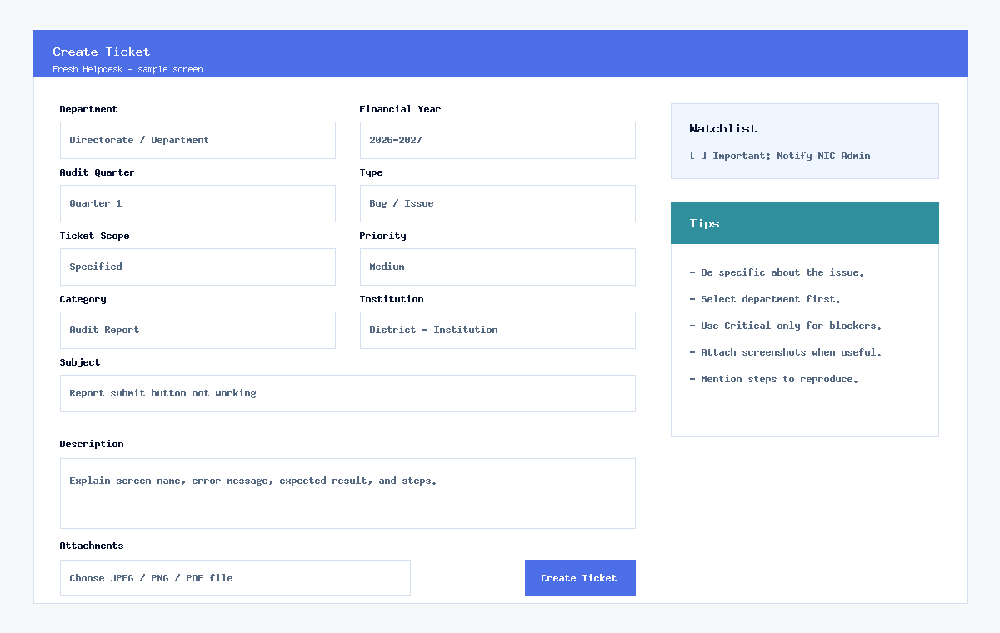 Create Ticket
Fresh Helpdesk - sample screen
Department
Directorate / Department
Financial Year
2026-2027
Audit Quarter
Quarter 1
Type
Bug / Issue
Ticket Scope
Specified
Priority
Medium
Category
Audit Report
Institution
District - Institution
Subject
Report submit button not working
Description
Explain screen name, error message, expected result, and steps.
Attachments
Choose JPEG / PNG / PDF file
Create Ticket
Watchlist
[ ] Important: Notify NIC Admin
Tips
- Be specific about the issue.
- Select department first.
- Use Critical only for blockers.
- Attach screenshots when useful.
- Mention steps to reproduce.